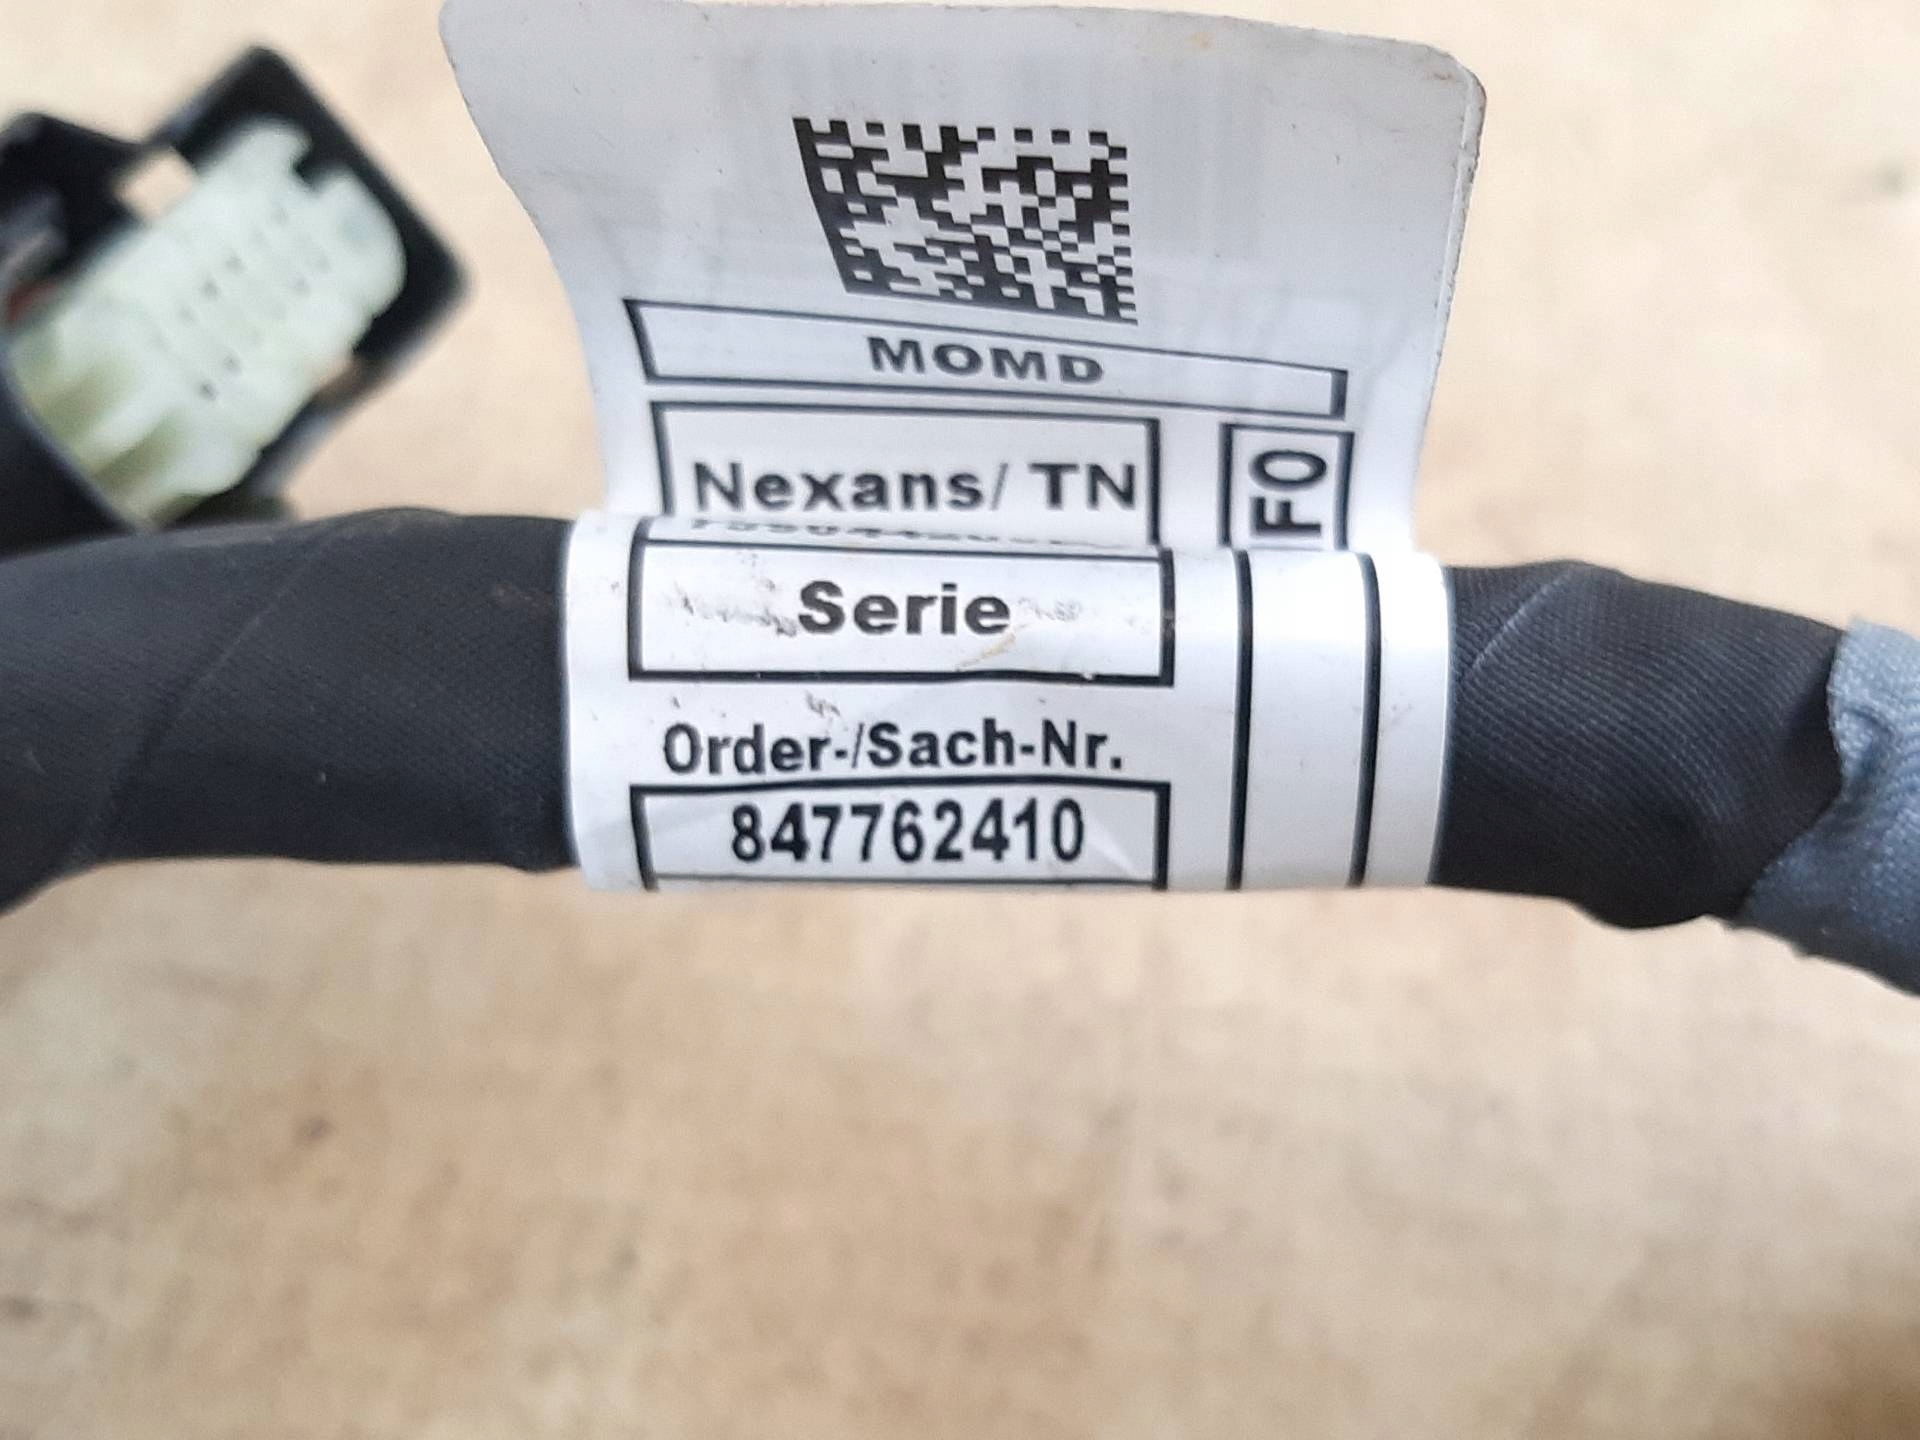 MOMD
Nexans/ TN
FO
Serie
Order-/Sach-Nr.
847762410